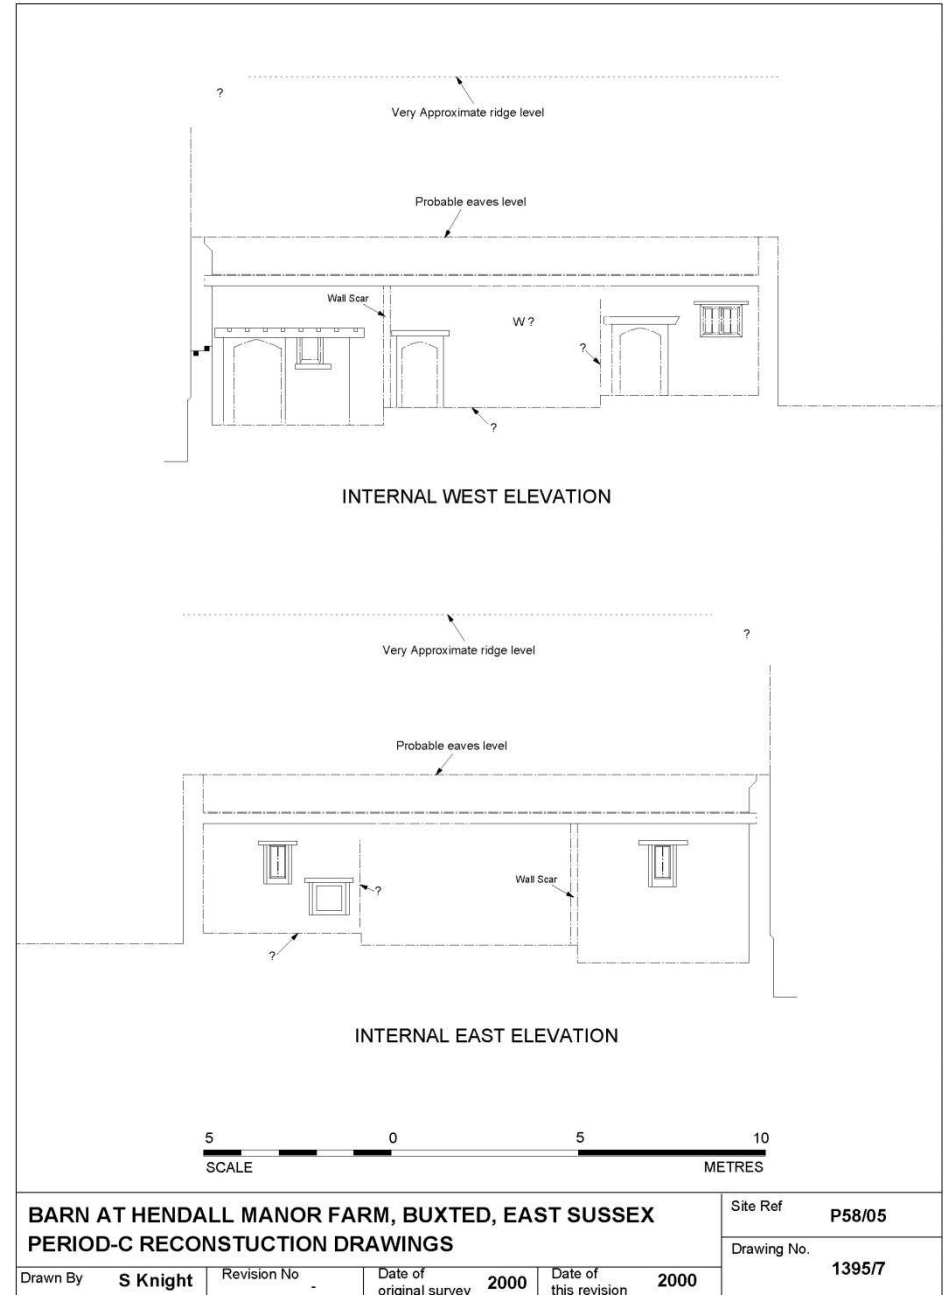 ?
Very Approximate ridge level
Probable eaves level
Wall Scar
W ?
?
?
INTERNAL WEST ELEVATION
Very Approximate ridge level
?
Probable eaves level
Wall Scar
?
?
INTERNAL EAST ELEVATION
5 0 5 10
SCALE METRES
BARN AT HENDALL MANOR FARM, BUXTED, EAST SUSSEX
PERIOD-C RECONSTUCTION DRAWINGS
Site Ref P58/05
Drawing No. 1395/7
Drawn By S Knight
Revision No -
Date of
original survey 2000
Date of
this revision 2000